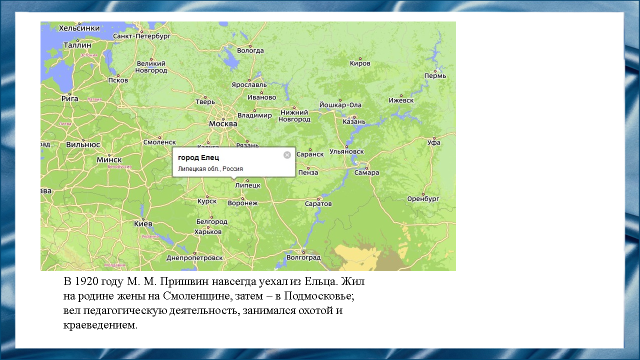 Хельсинки
Санкт-Петербург
Таллин
Вологда
Великий
Новгород
Киров
Пермь
Псков
Ярославль
Рига
Тверь
Иваново
Йошкар-Ола
Ижевск
Москва
Владимир
Нижний
Новгород
Казань
Вильнюс
Смоленск
Рязань
Минск
город Елец
Липецкая обл., Россия
Саранск
Ульяновск
Уфа
Пенза
Самара
Липецк
Курск
Воронеж
Саратов
Оренбург
Киев
Белгород
Харьков
Днепропетровск
Волгоград
В 1920 году М. М. Пришвин навсегда уехал из Ельца. Жил
на родине жены на Смоленщине, затем – в Подмосковье;
вел педагогическую деятельность, занимался охотой и
краеведением.